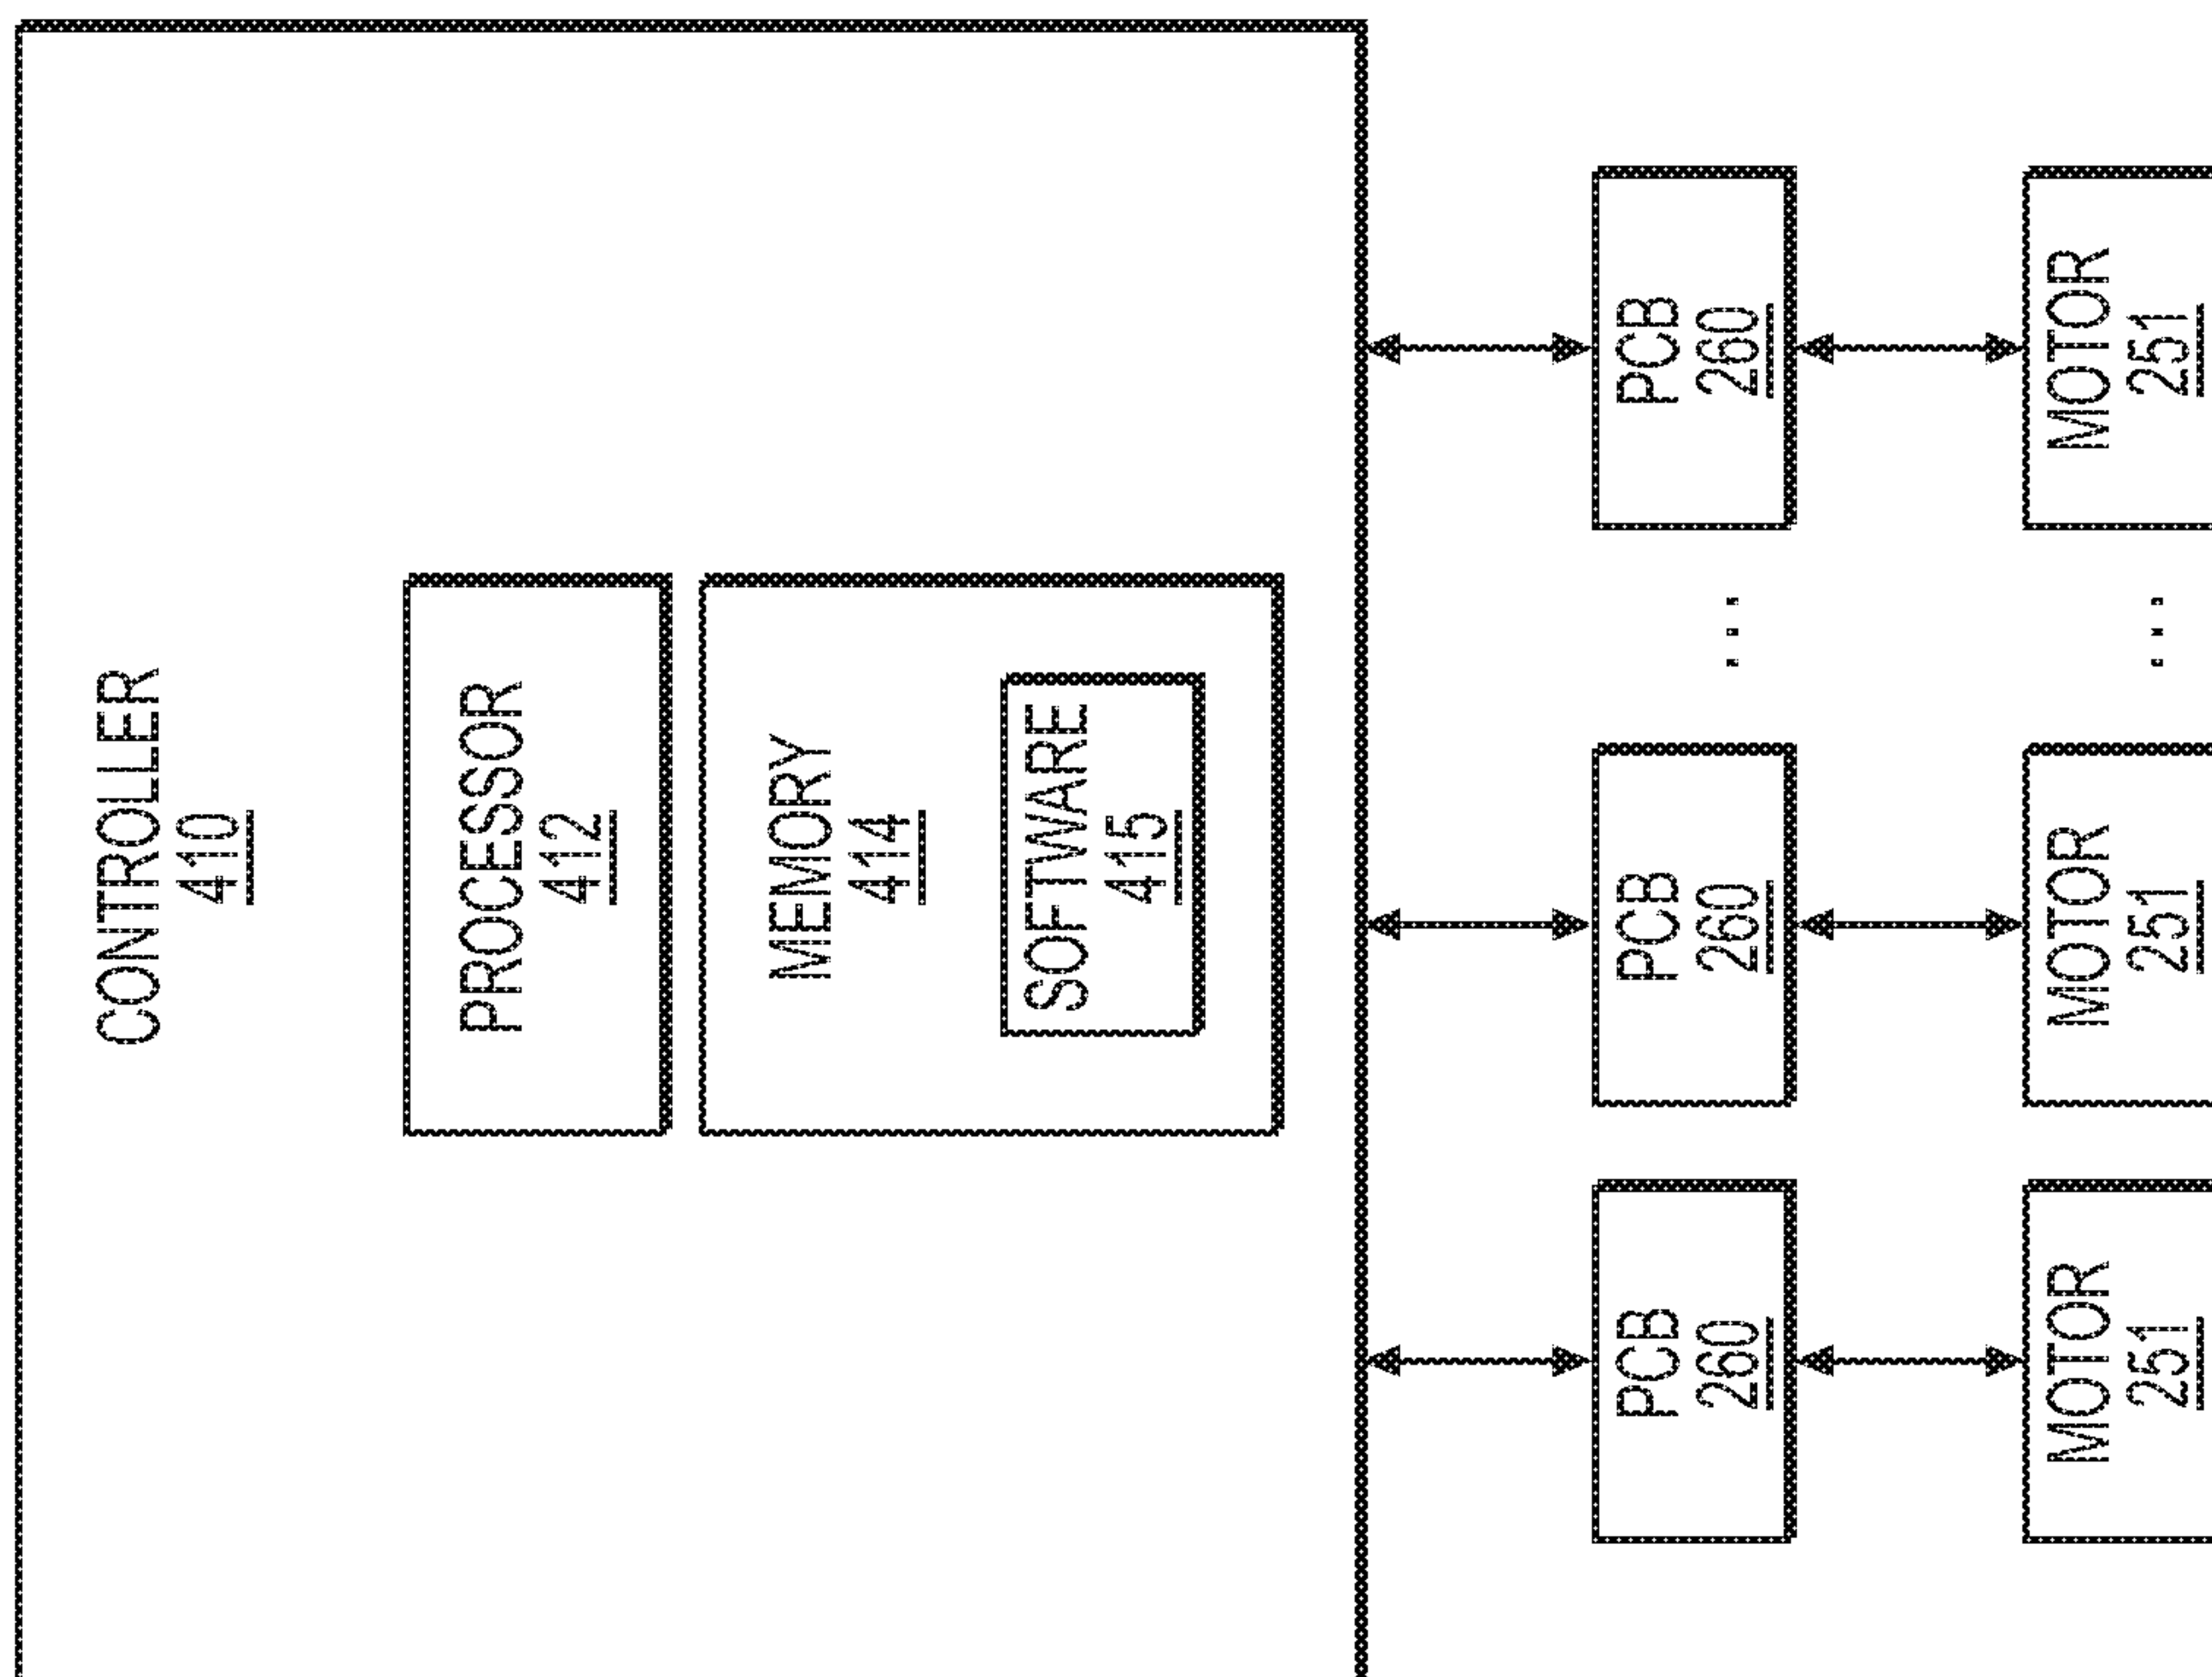 CONTROLLER
410
PROCESSOR
412
MEMORY
414
SOFTWARE
415
PCB
260
PCB
260
...
PCB
260
MOTOR
251
MOTOR
251
...
MOTOR
251